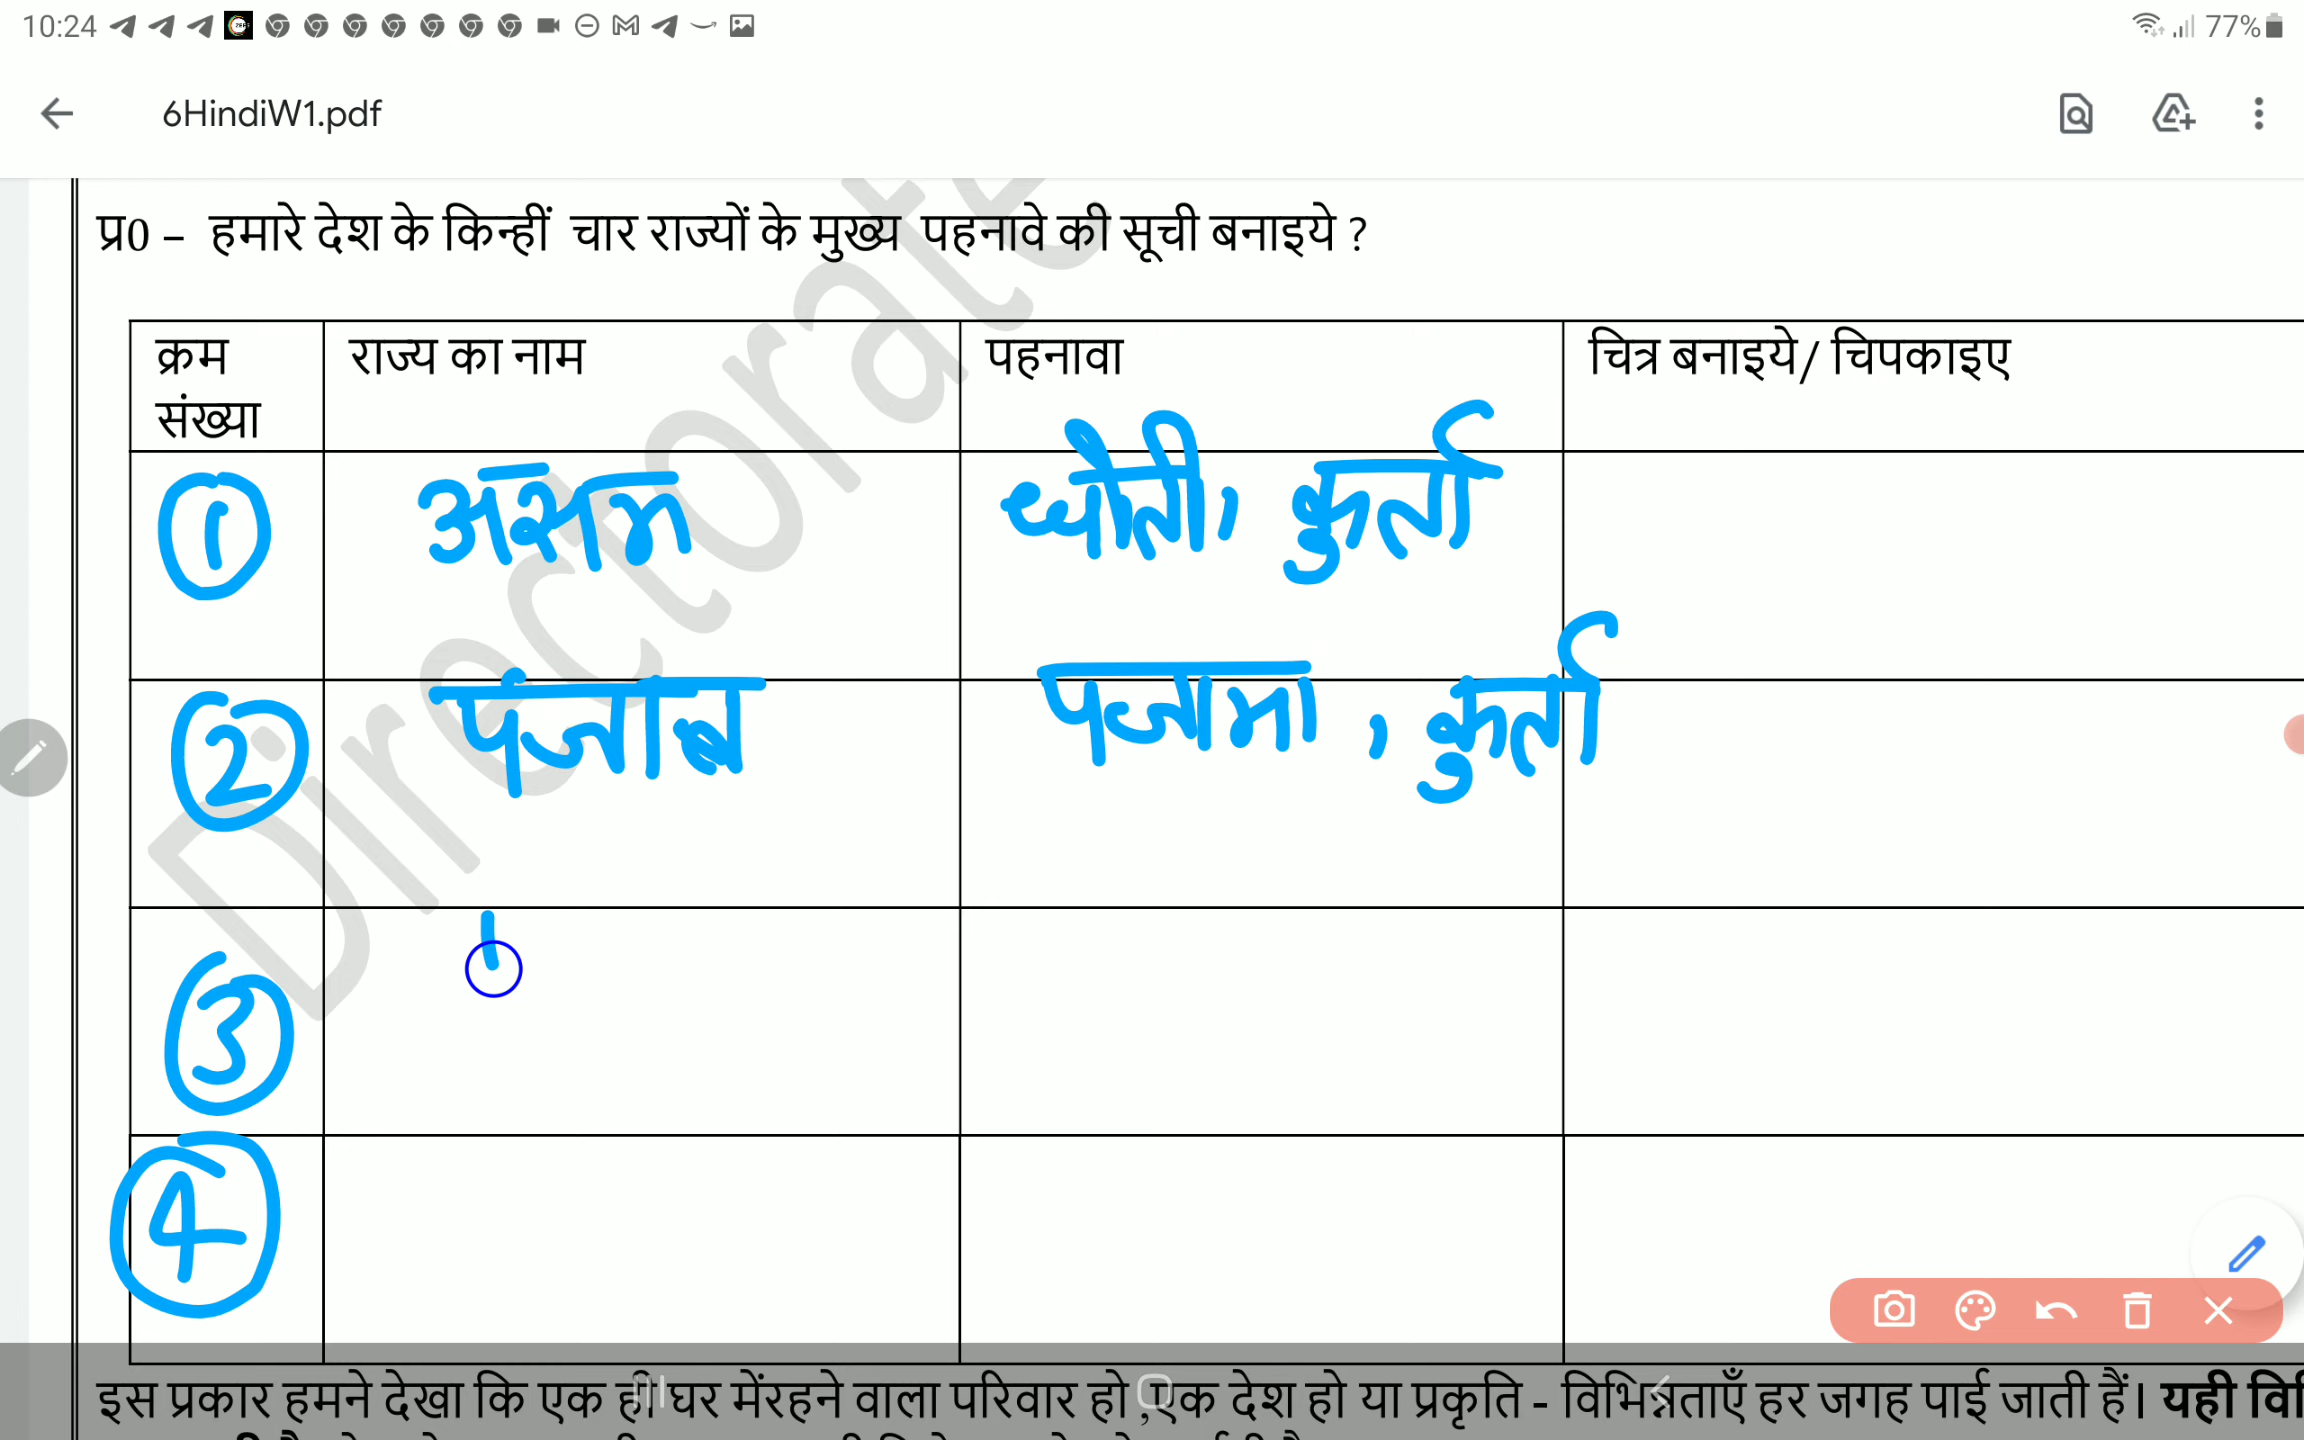 10:24
77%
6HindiW1.pdf
प्र0 – हमारे देश के किन्हीं चार राज्यों के मुख्य पहनावे की सूची बनाइये ?
क्रम संख्या राज्य का नाम पहनावा चित्र बनाइये/ चिपकाइए
1 असम धोती, कुर्ता
2 पंजाब पजामा, कुर्ता
3
4
Directorate
इस प्रकार हमने देखा कि एक ही घर मेंरहने वाला परिवार हो ,एक देश हो या प्रकृति - विभिन्नताएँ हर जगह पाई जाती हैं। यही